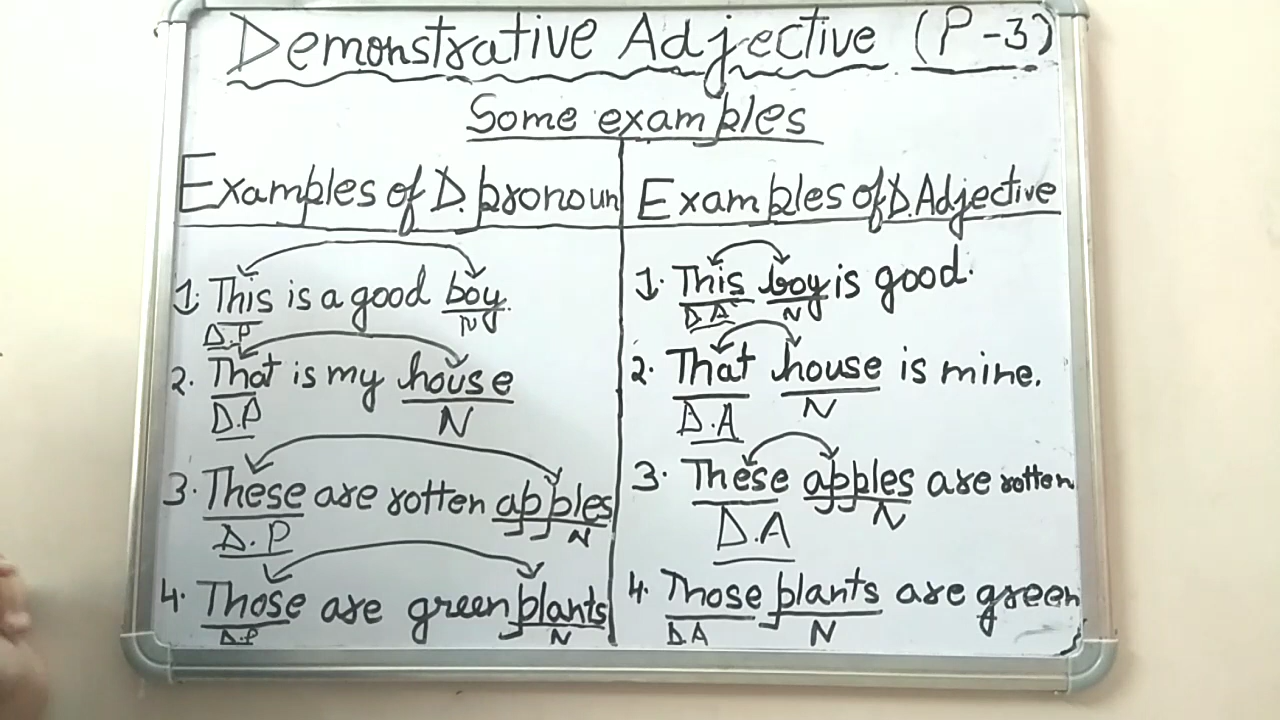 Demonstrative Adjective (P-3)
Some examples
Examples of D. pronoun
1. This is a good boy.
D.P N
2. That is my house
D.P N
3. These are rotten apples
D.P N
4. Those are green plants
D.P N
Examples of D.Adjective
1. This boy is good.
D.A N
2. That house is mine.
D.A N
3. These apples are rotten
D.A N
4. Those plants are green
D.A N